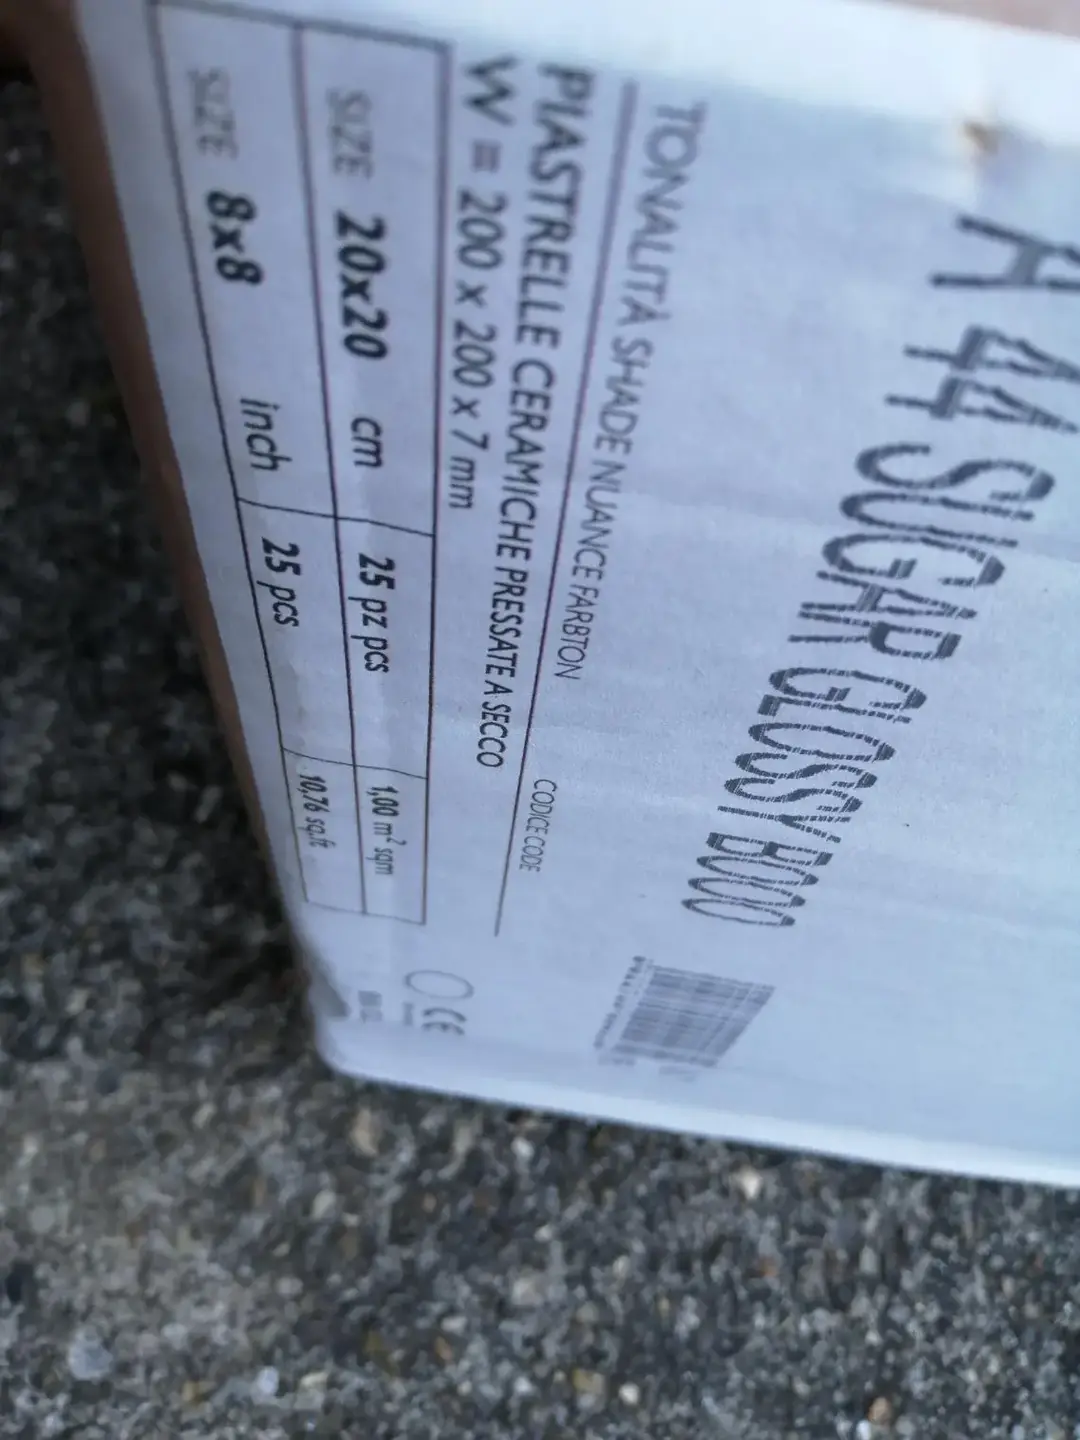 A 44 SUGAR GLOSSY
TONALITÀ SHADE NUANCE FARBTON CODICE CODE
PIASTRELLE CERAMICHE PRESSATE A SECCO
W = 200 x 200 x 7 mm
SIZE 20x20 cm 25 pz pcs 1,00 m² sqm
SIZE 8x8 inch 25 pcs 10,76 sq.ft
CE